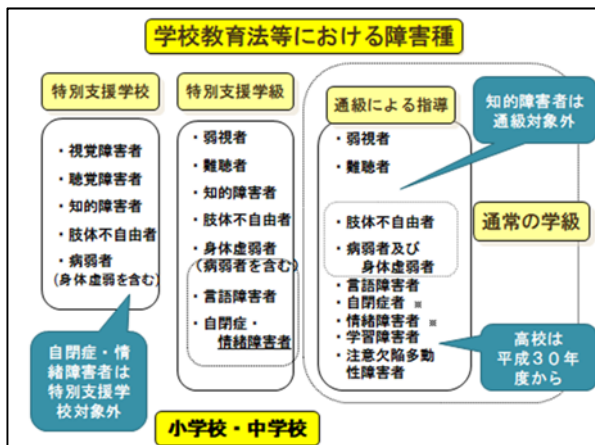 学校教育法等における障害種
特別支援学校
・視覚障害者
・聴覚障害者
・知的障害者
・肢体不自由者
・病弱者
(身体虚弱を含む)
自閉症・情
緒障害者は
特別支援学
校対象外
特別支援学級
・弱視者
・難聴者
・知的障害者
・肢体不自由者
・身体虚弱者
(病弱者を含む)
・言語障害者
・自閉症・
情緒障害者
通級による指導
・弱視者
・難聴者
・肢体不自由者
・病弱者及び
身体虚弱者
・言語障害者
・自閉症者 ※
・情緒障害者 ※
・学習障害者
・注意欠陥多動
性障害者
知的障害者は
通級対象外
通常の学級
高校は
平成30年
度から
小学校・中学校